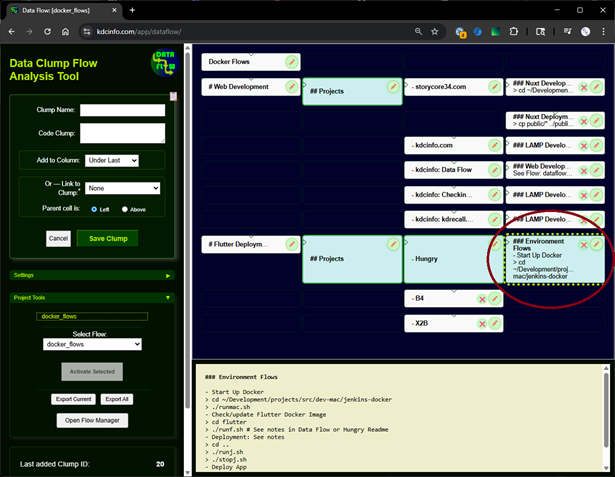 Data Flow: [docker_flows]
kdcinfo.com/app/dataflow/
Data Clump Flow
Analysis Tool
DATA
FLOW
Clump Name:
Code Clump:
Add to Column:
Under Last
Or — Link to
Clump:
None
Parent cell is:
Left
Above
Cancel
Save Clump
Settings
Project Tools
docker_flows
Select Flow:
docker_flows
Activate Selected
Export Current
Export All
Open Flow Manager
Last added Clump ID:
20
Docker Flows
# Web Development
## Projects
- storycore34.com
### Nuxt Develop...
> cd ~/Developmen...
### Nuxt Deploym...
> cp public/* ../publi...
- kdcinfo.com
### LAMP Develo...
- kdcinfo: Data Flow
### Web Develop...
See Flow: dataflow...
- kdcinfo: Checkin...
### LAMP Develo...
- kdcinfo: kdrecall...
### LAMP Develo...
# Flutter Deploym...
## Projects
- Hungry
### Environment
Flows
- Start Up Docker
> cd
~/Development/proj...
mac/jenkins-docker
- B4
- X2B
### Environment Flows
- Start Up Docker
> cd ~/Development/projects/src/dev-mac/jenkins-docker
> ./runmac.sh
- Check/update Flutter Docker Image
> cd flutter
> ./runf.sh # See notes in Data Flow or Hungry Readme
- Deployment: See notes
> cd ..
> ./runj.sh
> ./stopj.sh
- Deploy App